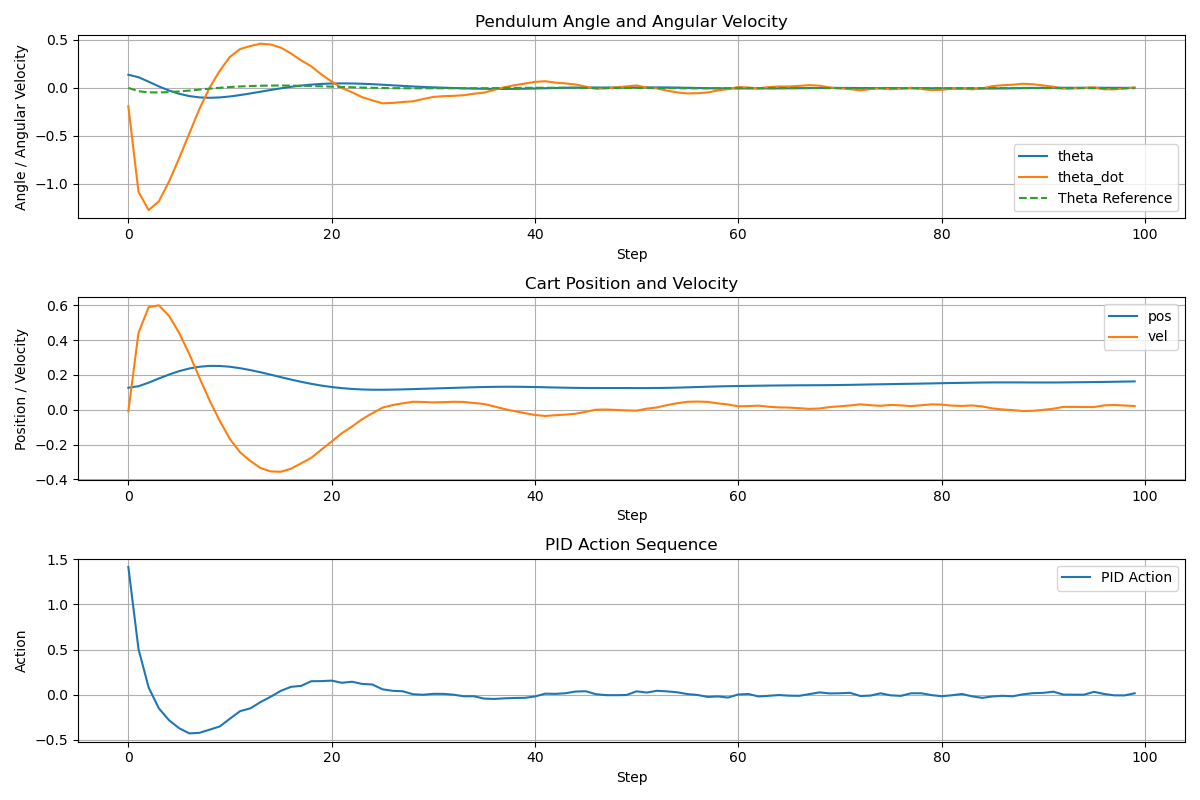 Pendulum Angle and Angular Velocity
Angle / Angular Velocity
0.5
0.0
−0.5
−1.0
theta
theta_dot
Theta Reference
0 20 40 60 80 100
Step
Cart Position and Velocity
Position / Velocity
0.6
0.4
0.2
0.0
−0.2
−0.4
pos
vel
0 20 40 60 80 100
Step
PID Action Sequence
Action
1.5
1.0
0.5
0.0
−0.5
PID Action
0 20 40 60 80 100
Step